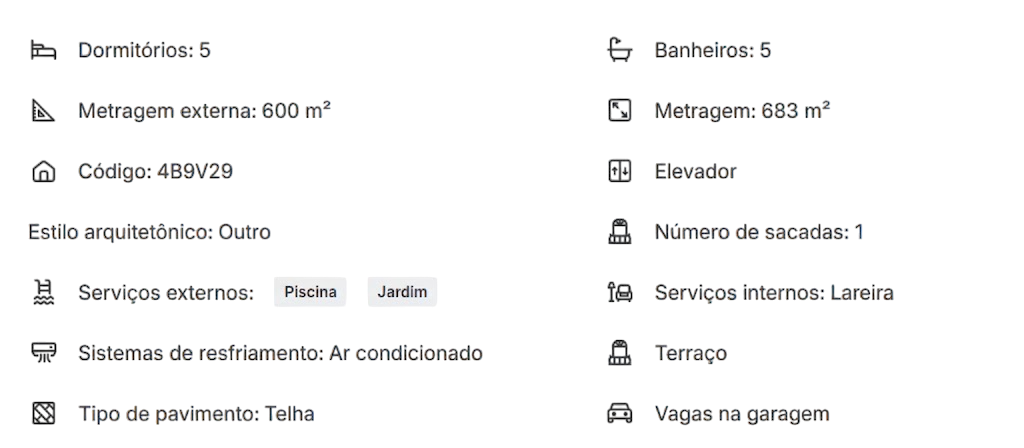 Dormitórios: 5
Banheiros: 5
Metragem externa: 600 m²
Metragem: 683 m²
Código: 4B9V29
Elevador
Estilo arquitetônico: Outro
Número de sacadas: 1
Serviços externos: Piscina Jardim
Serviços internos: Lareira
Sistemas de resfriamento: Ar condicionado
Terraço
Tipo de pavimento: Telha
Vagas na garagem